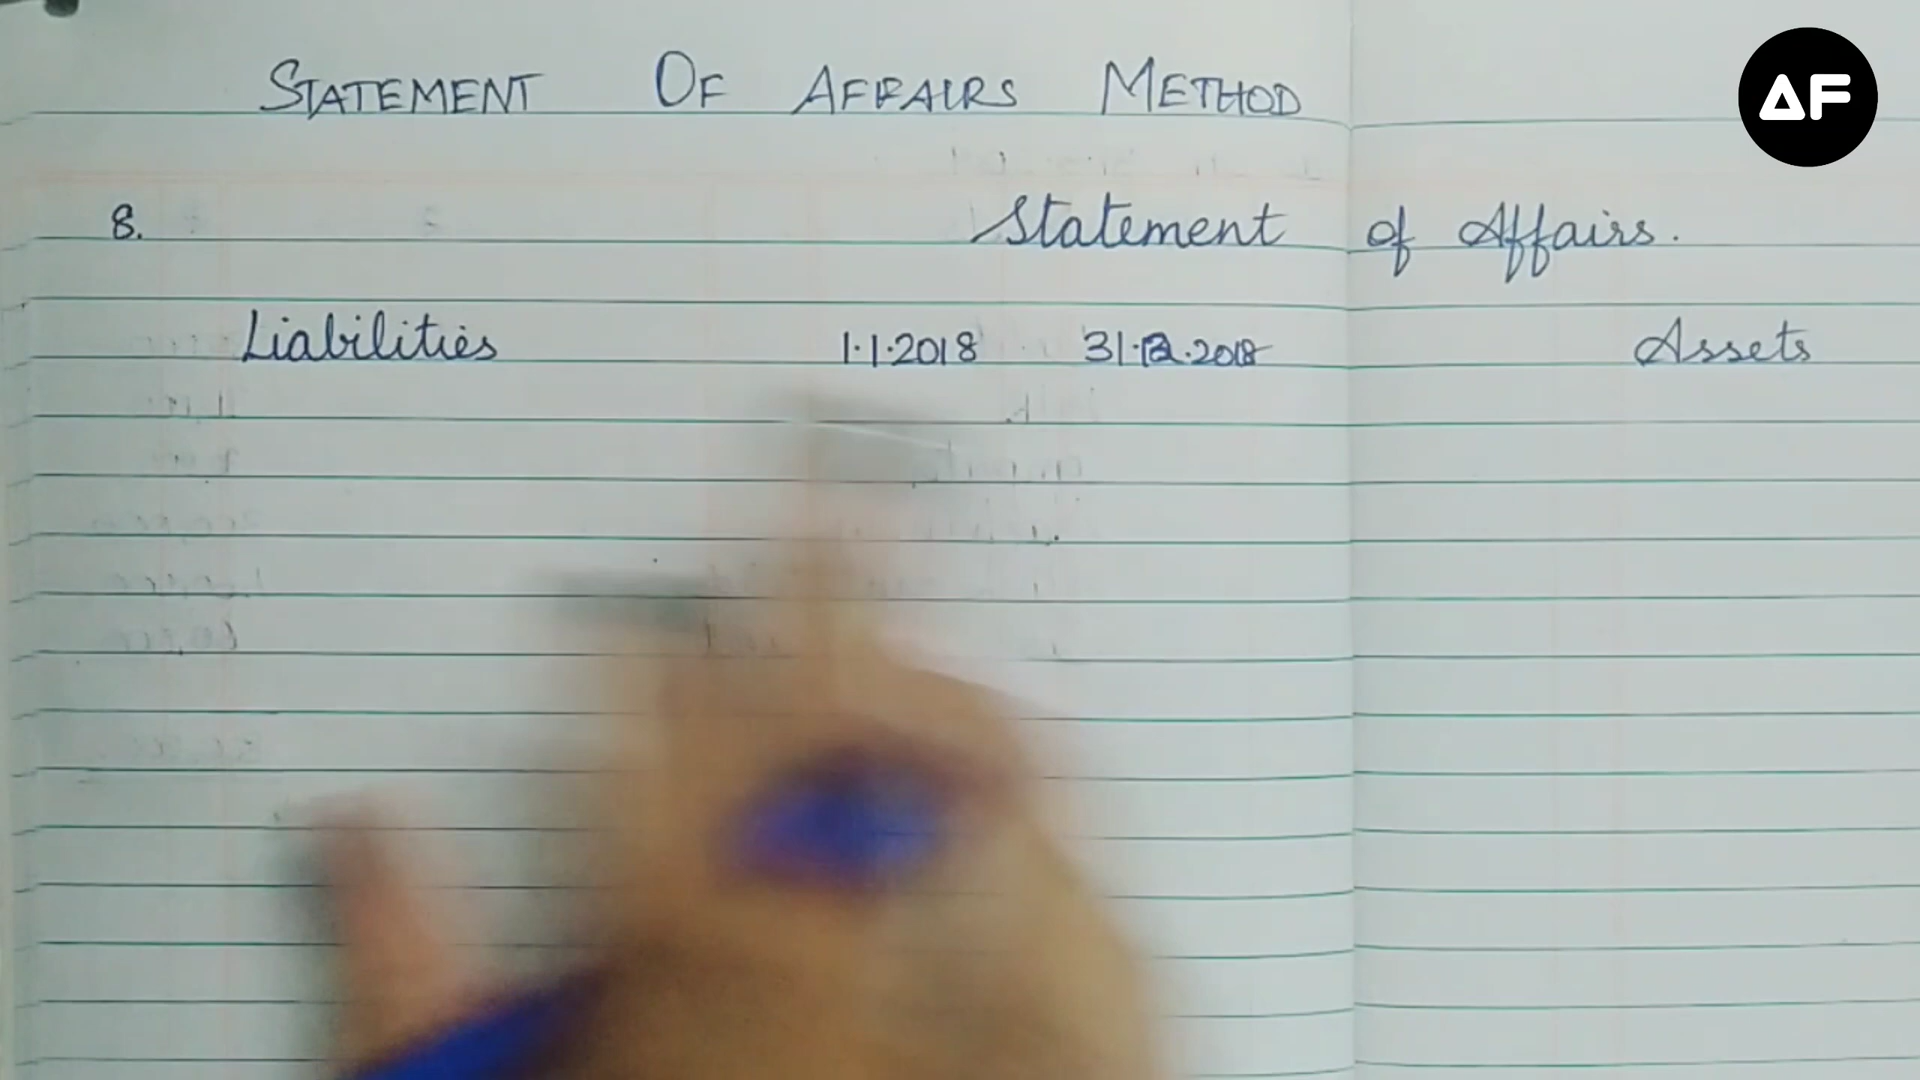 STATEMENT OF AFFAIRS METHOD
AF
8. Statement of Affairs.
Liabilities 1.1.2018 31.12.2018 Assets